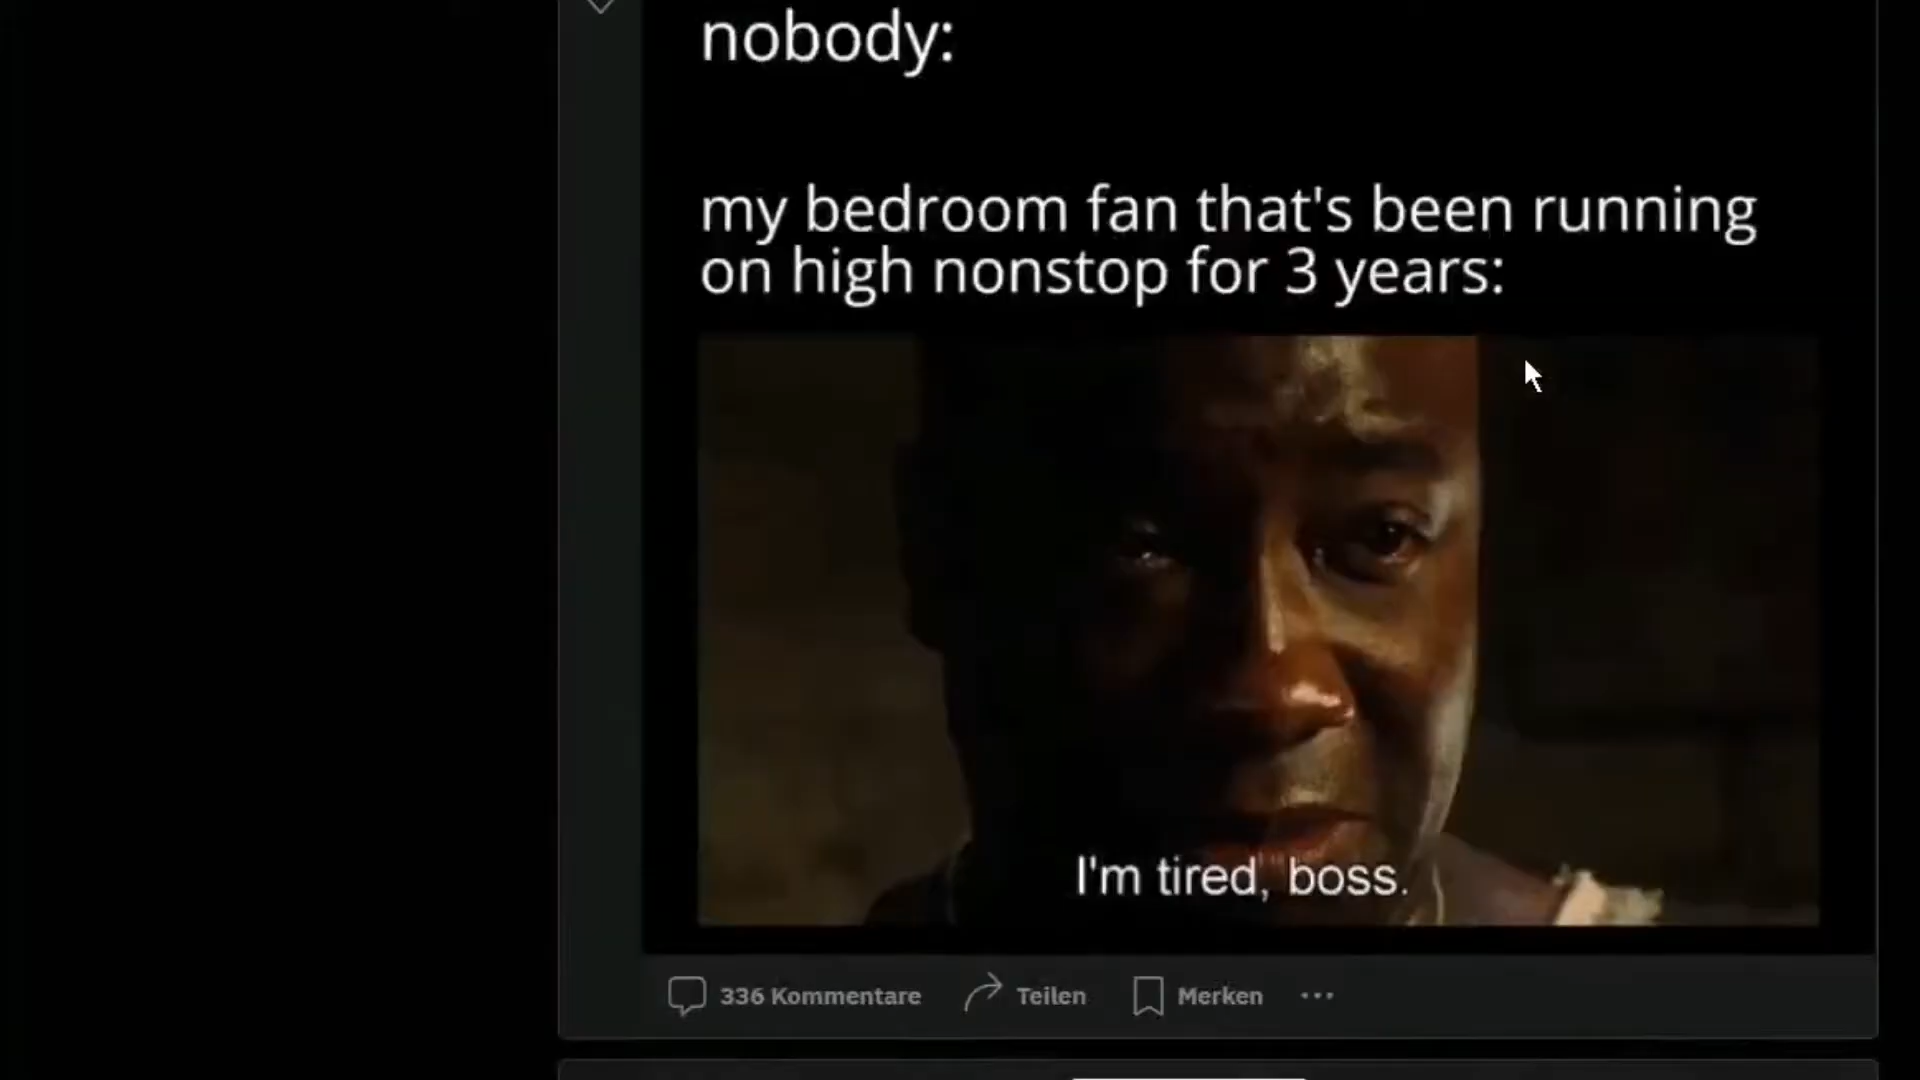 nobody:
my bedroom fan that's been running
on high nonstop for 3 years:
I'm tired, boss.
336 Kommentare Teilen Merken